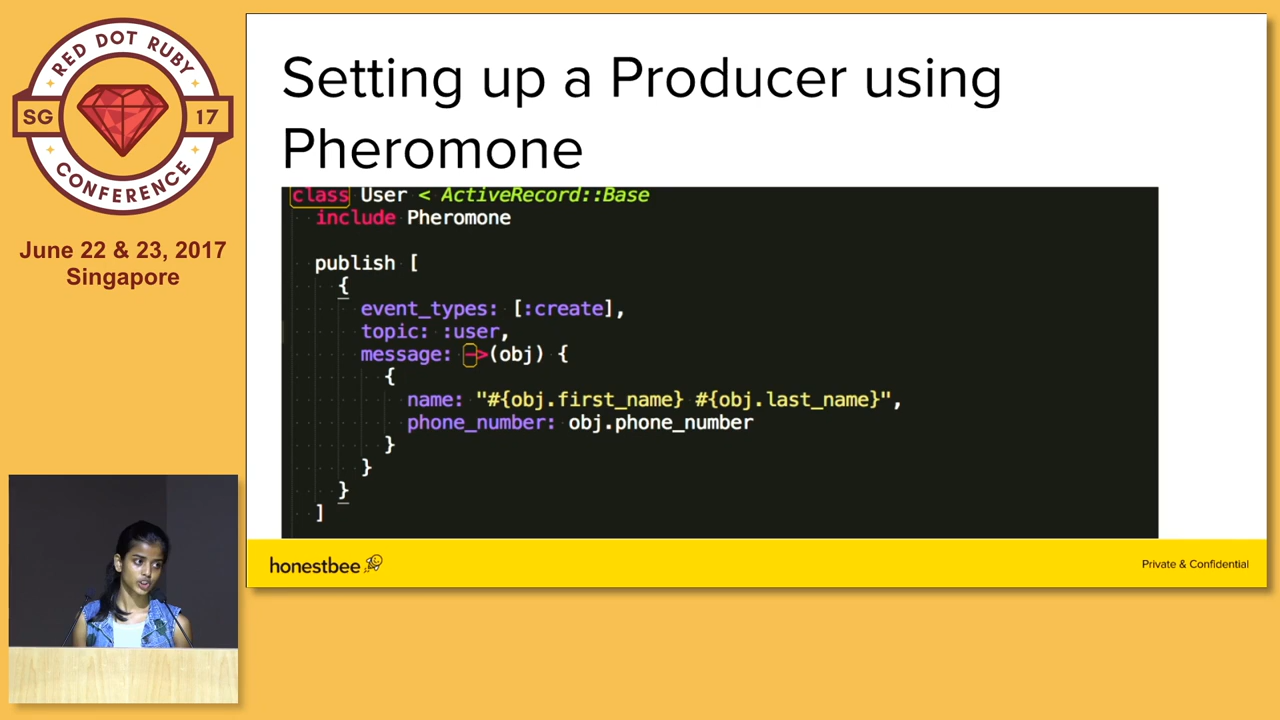 RED DOT RUBY
SG 17
CONFERENCE
June 22 & 23, 2017
Singapore
Setting up a Producer using
Pheromone
class User < ActiveRecord::Base
include Pheromone
publish [
{
event_types: [:create],
topic: :user,
message: ->(obj) {
{
name: "#{obj.first_name} #{obj.last_name}",
phone_number: obj.phone_number
}
}
}
]
honestbee
Private & Confidential